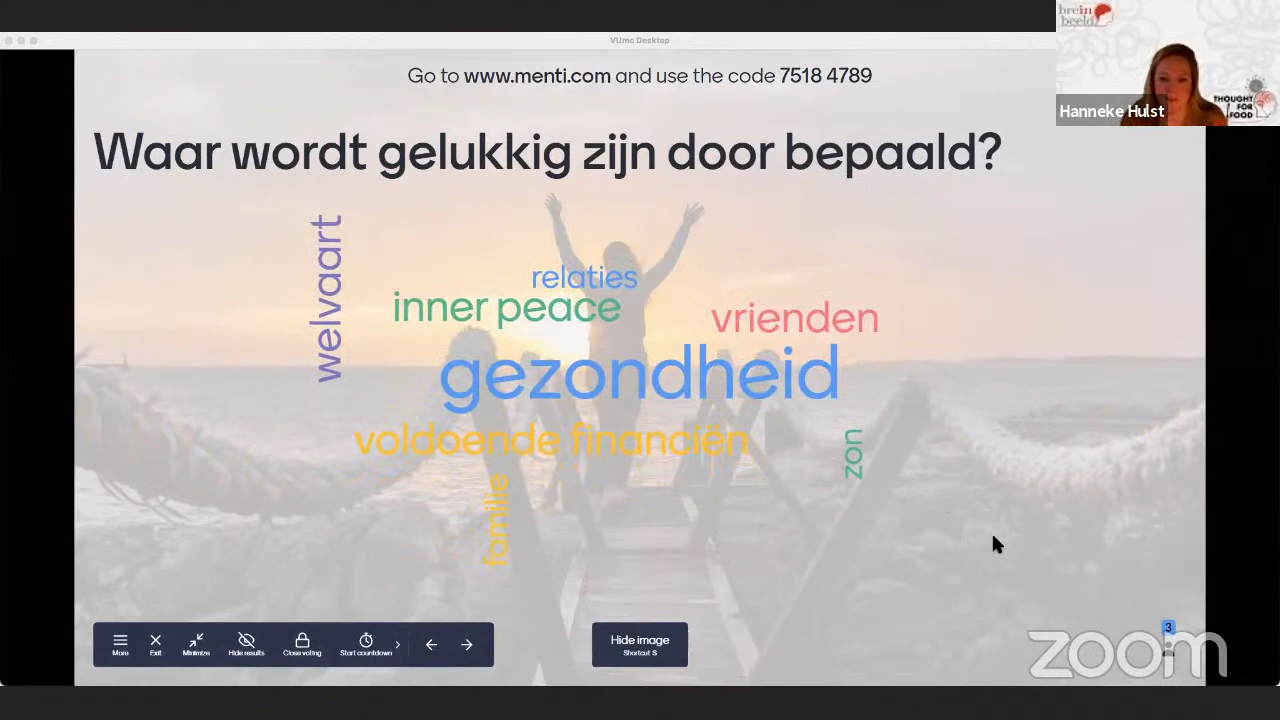 VUmc Desktop
brein
beeld
Go to www.menti.com and use the code 7518 4789
THOUGHT
FOR
FOOD
Hanneke Hulst
Waar wordt gelukkig zijn door bepaald?
welvaart
relaties
inner peace
vrienden
gezondheid
voldoende financiën
zon
familie
More
Exit
Minimize
Hide results
Close voting
Start countdown
Hide image
Shortcut S
3
zoom